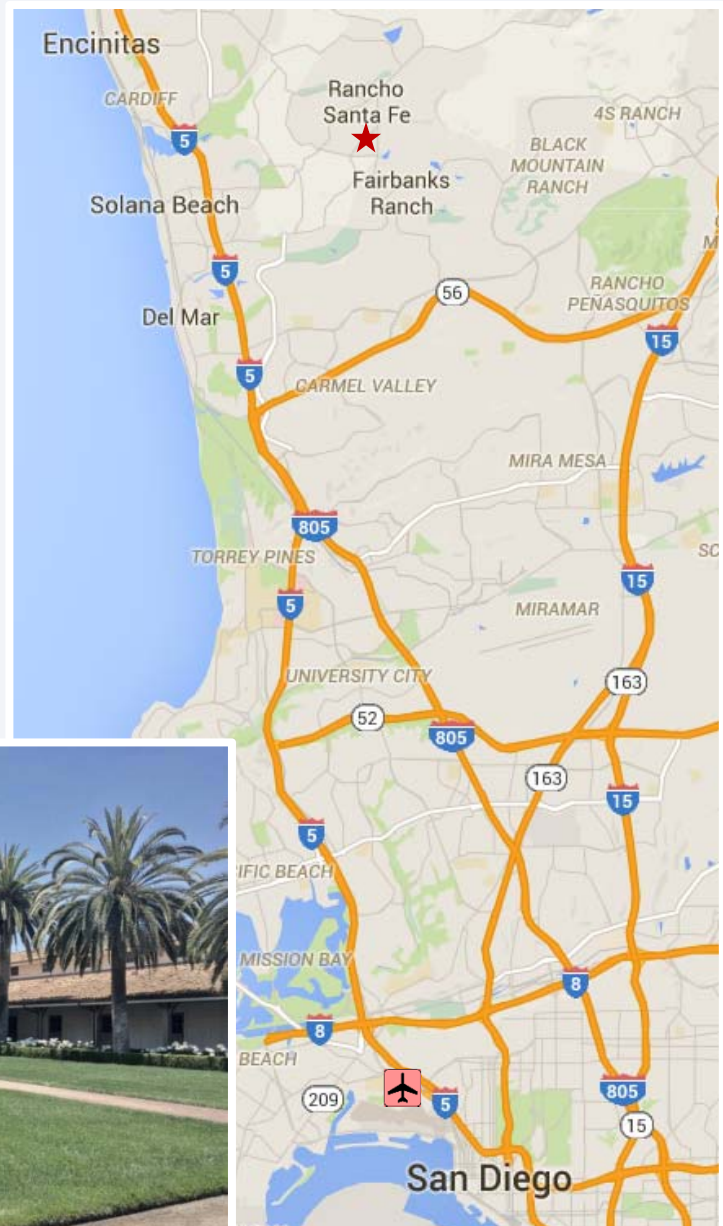 Encinitas
CARDIFF
Rancho
Santa Fe
4S RANCH
5
BLACK
MOUNTAIN
RANCH
Fairbanks
Ranch
Solana Beach
5
RANCHO
PEÑASQUITOS
56
Del Mar
15
5
CARMEL VALLEY
MIRA MESA
805
TORREY PINES
SC
15
5
MIRAMAR
UNIVERSITY CITY
163
52
805
163
15
5
IFIC BEACH
MISSION BAY
8
8
BEACH
209
5
805
15
San Diego